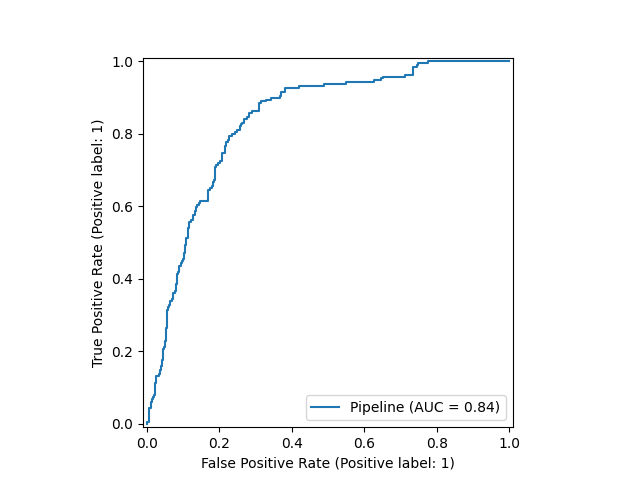 1.0
0.8
0.6
0.4
0.2
0.0
True Positive Rate (Positive label: 1)
Pipeline (AUC = 0.84)
0.0 0.2 0.4 0.6 0.8 1.0
False Positive Rate (Positive label: 1)